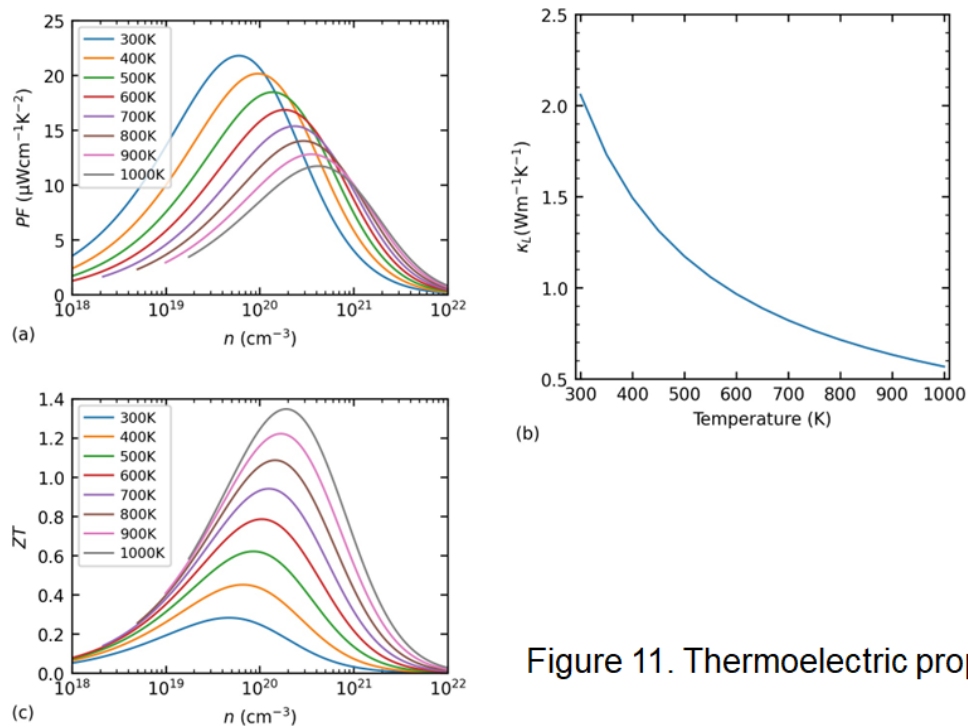 25
20
15
10
5
0
PF (μWcm⁻¹K⁻²)
300K
400K
500K
600K
700K
800K
900K
1000K
10¹⁸ 10¹⁹ 10²⁰ 10²¹ 10²²
n (cm⁻³)
(a)
2.5
2.0
1.5
1.0
0.5
κL(Wm⁻¹K⁻¹)
300 400 500 600 700 800 900 1000
Temperature (K)
(b)
1.4
1.2
1.0
0.8
0.6
0.4
0.2
0.0
ZT
300K
400K
500K
600K
700K
800K
900K
1000K
10¹⁸ 10¹⁹ 10²⁰ 10²¹ 10²²
n (cm⁻³)
(c)
Figure 11. Thermoelectric prop